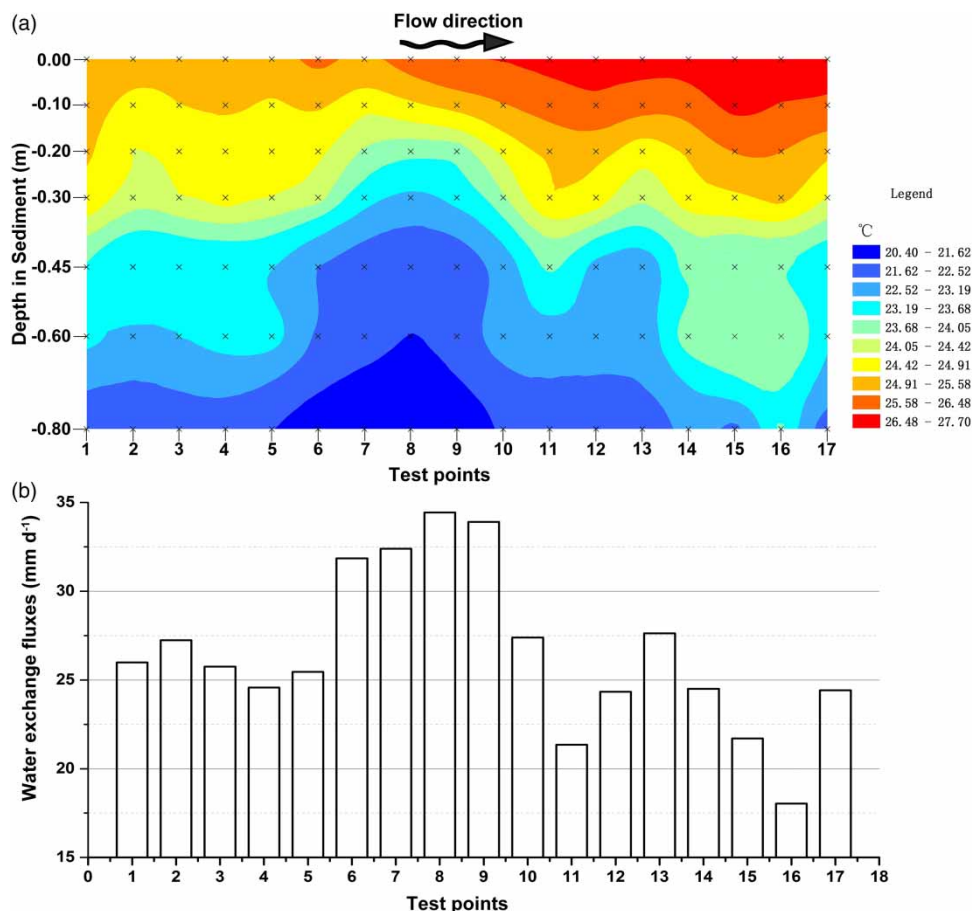 (a)
Flow direction
Depth in Sediment (m)
0.00
-0.10
-0.20
-0.30
-0.45
-0.60
-0.80
1 2 3 4 5 6 7 8 9 10 11 12 13 14 15 16 17
Test points
Legend
℃
20.40 - 21.62
21.62 - 22.52
22.52 - 23.19
23.19 - 23.68
23.68 - 24.05
24.05 - 24.42
24.42 - 24.91
24.91 - 25.58
25.58 - 26.48
26.48 - 27.70
(b)
Water exchange fluxes (mm d⁻¹)
35
30
25
20
15
0 1 2 3 4 5 6 7 8 9 10 11 12 13 14 15 16 17 18
Test points